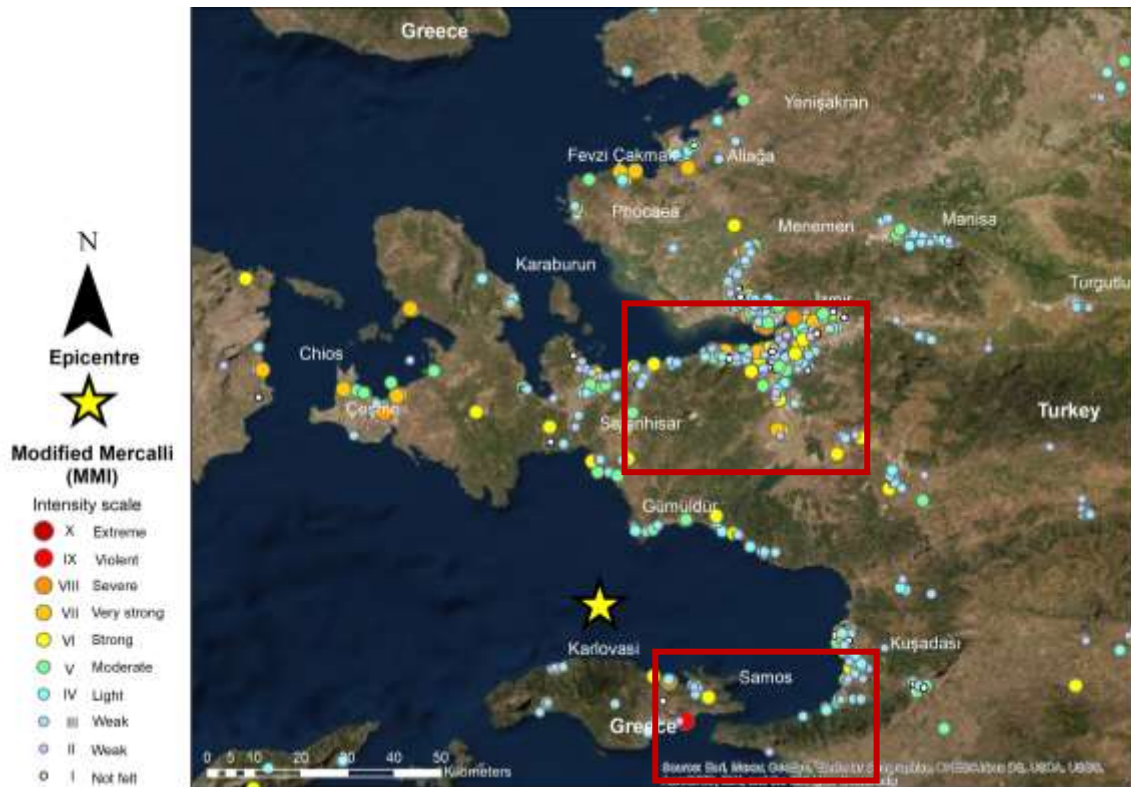 Greece
Yenişakran
Fevzi Çakmak
Aliağa
Phocaea
Menemen
Manisa
N
Karaburun
Turgutlu
İzmir
Epicentre
Chios
Çeşme
Turkey
Seferihisar
Modified Mercalli
(MMI)
Gümüldür
Intensity scale
X Extreme
IX Violent
VIII Severe
VII Very strong
VI Strong
V Moderate
IV Light
III Weak
II Weak
I Not felt
Karlovasi
Kuşadası
Samos
Greece
0 10 20 30 40 50
Kilometers